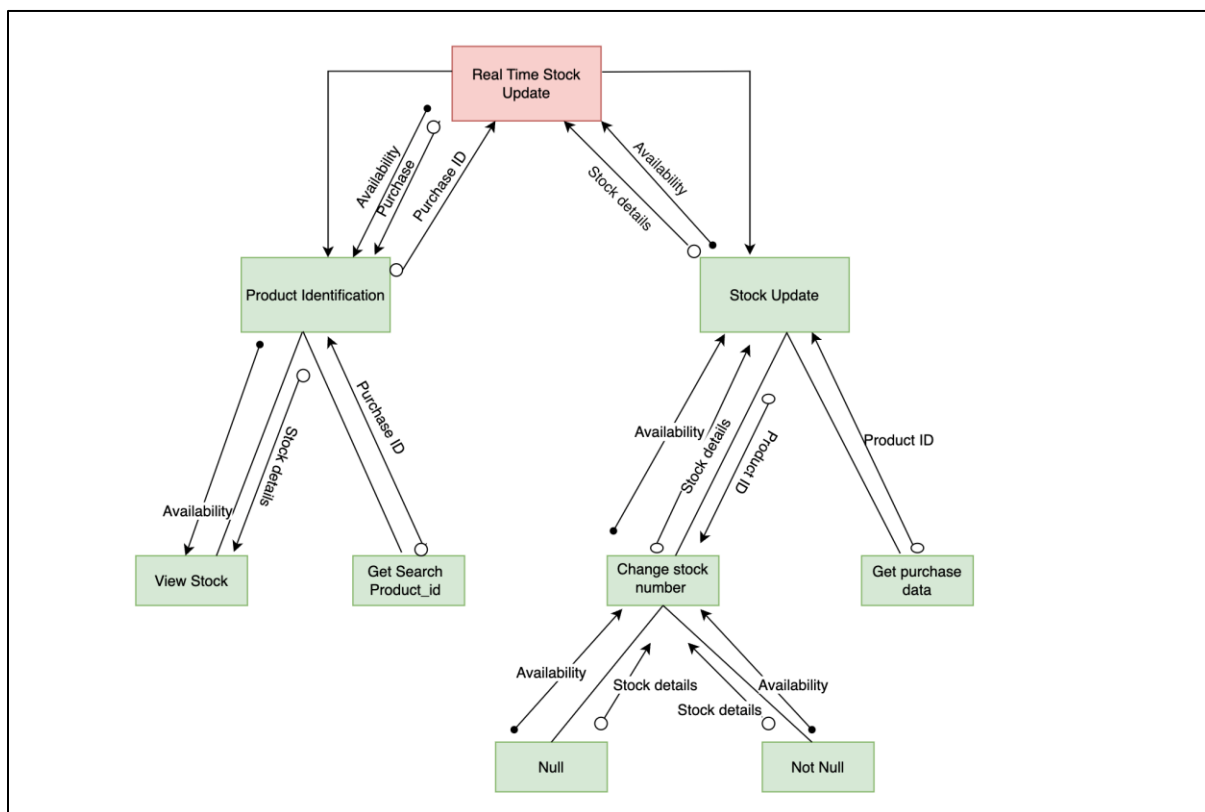 Real Time Stock
Update
Availability
Purchase
Purchase ID
Availability
Stock details
Product Identification
Stock Update
Purchase ID
Stock details
Availability
Availability
Stock details
Product ID
Product ID
View Stock
Get Search
Product_id
Change stock
number
Get purchase
data
Availability
Stock details
Availability
Stock details
Null
Not Null